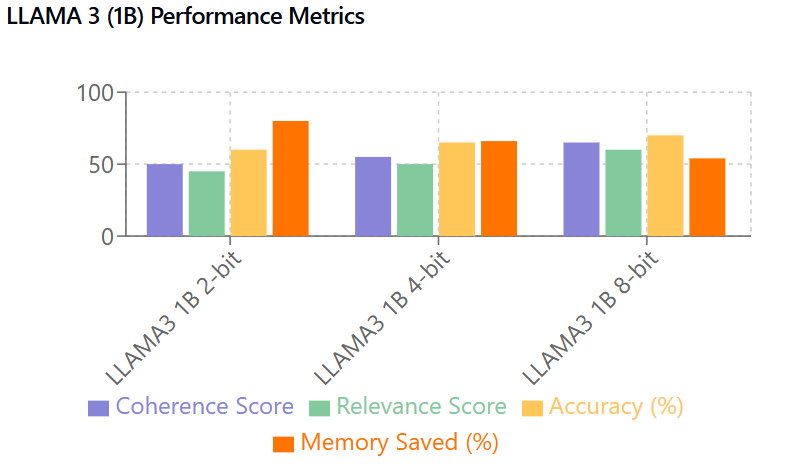 LLAMA 3 (1B) Performance Metrics
100
50
0
LLAMA3 1B 2-bit
LLAMA3 1B 4-bit
LLAMA3 1B 8-bit
Coherence Score Relevance Score Accuracy (%)
Memory Saved (%)